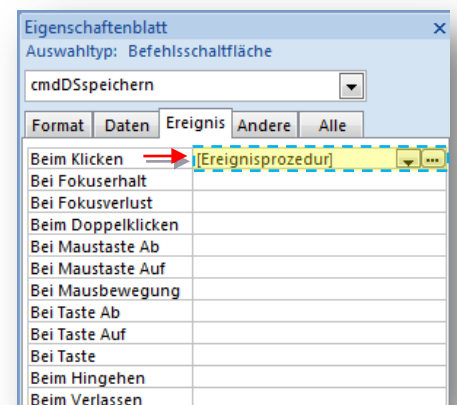 Eigenschaftenblatt
Auswahltyp: Befehlsschaltfläche
cmdDSspeichern
Format Daten Ereignis Andere Alle
Beim Klicken [Ereignisprozedur]
Bei Fokuserhalt
Bei Fokusverlust
Beim Doppelklicken
Bei Maustaste Ab
Bei Maustaste Auf
Bei Mausbewegung
Bei Taste Ab
Bei Taste Auf
Bei Taste
Beim Hingehen
Beim Verlassen